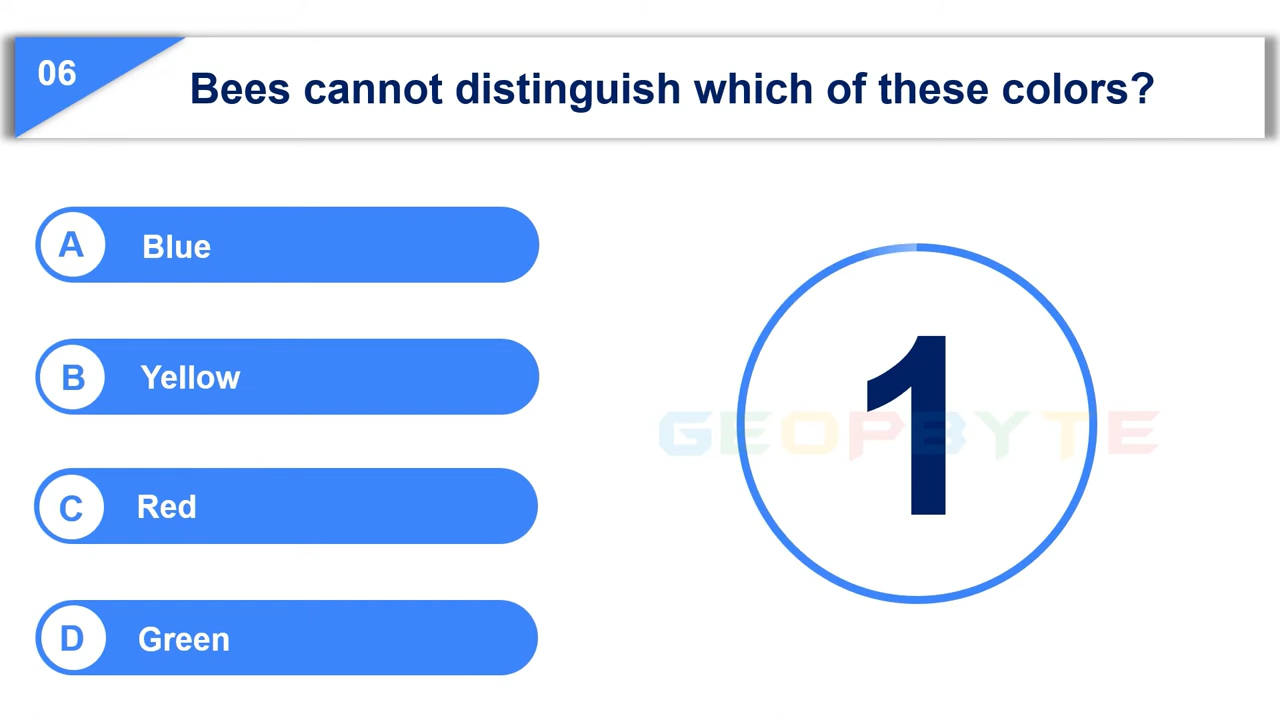 06
Bees cannot distinguish which of these colors?
A Blue
B Yellow
C Red
D Green
1
GEOPBYTE